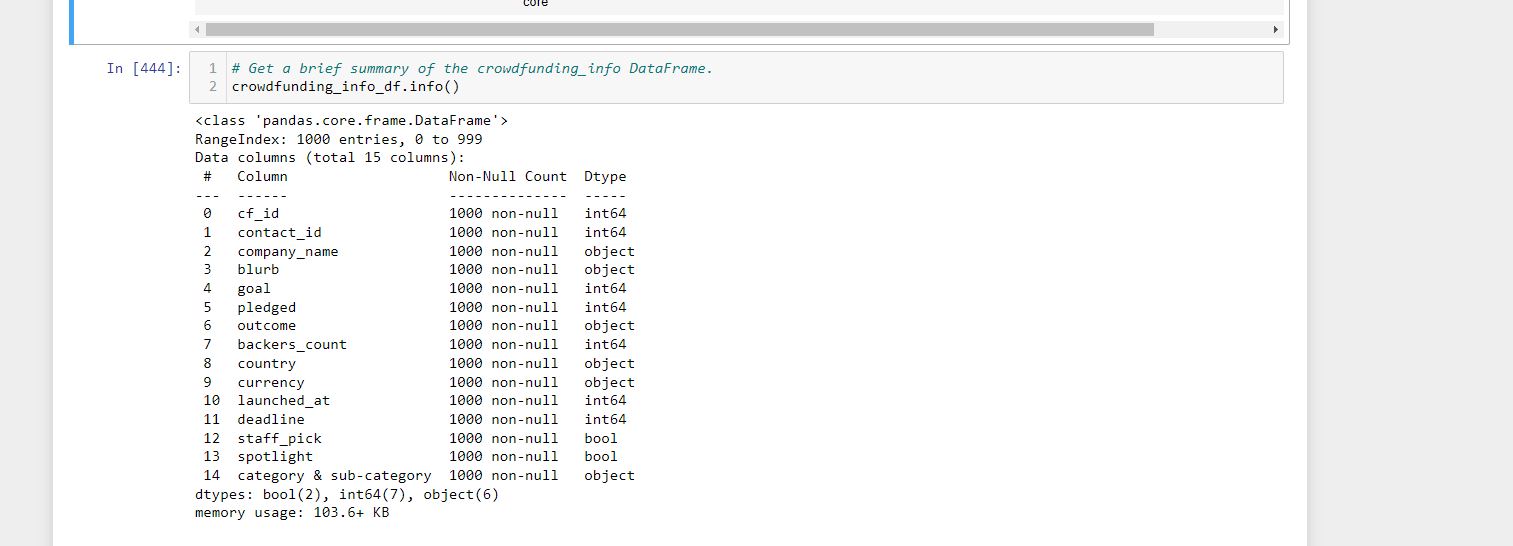 core
In [444]:
1 # Get a brief summary of the crowdfunding_info DataFrame.
2 crowdfunding_info_df.info()
<class 'pandas.core.frame.DataFrame'>
RangeIndex: 1000 entries, 0 to 999
Data columns (total 15 columns):
 #   Column                   Non-Null Count  Dtype
---  ------                   --------------  -----
 0   cf_id                    1000 non-null   int64
 1   contact_id               1000 non-null   int64
 2   company_name             1000 non-null   object
 3   blurb                    1000 non-null   object
 4   goal                     1000 non-null   int64
 5   pledged                  1000 non-null   int64
 6   outcome                  1000 non-null   object
 7   backers_count            1000 non-null   int64
 8   country                  1000 non-null   object
 9   currency                 1000 non-null   object
 10  launched_at              1000 non-null   int64
 11  deadline                 1000 non-null   int64
 12  staff_pick               1000 non-null   bool
 13  spotlight                1000 non-null   bool
 14  category & sub-category  1000 non-null   object
dtypes: bool(2), int64(7), object(6)
memory usage: 103.6+ KB